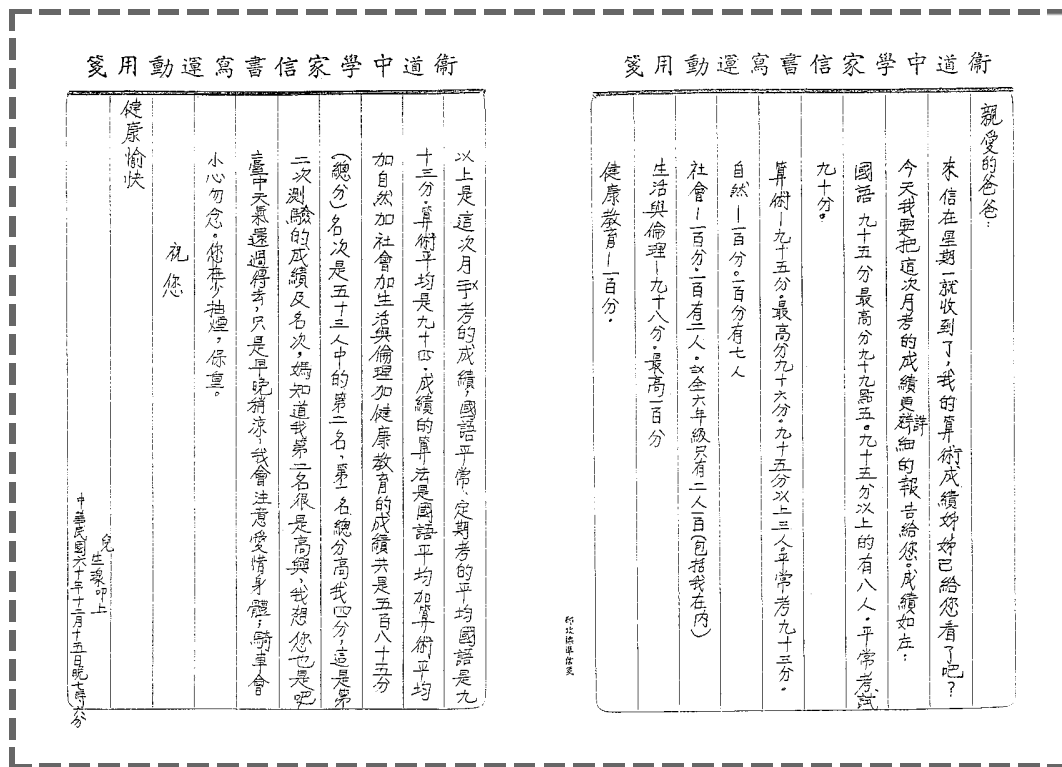 衞道中學家信書寫運動用箋
親愛的爸爸：
來信在星期一就收到了，我的算術成績姊姊已給您看了吧？
今天我要把這次月考的成績更詳細的報告給您。成績如左：
國語 九十五分最高分九十九點五。九十五分以上的有八人。平常考試
九十分。
算術—九十五分。最高分九十六分。九十五分以上三人。平常考九十三分。
自然—一百分。一百分有七人
社會—一百分。一百有二人。全六年級只有二人一百(包括我在內)
生活與倫理—九十八分。最高一百分
健康教育—一百分。
郵政標準信箋
衞道中學家信書寫運動用箋
以上是這次月考的成績，國語平常、定期考的平均國語是九
十三分。算術平均是九十四。成績的算法是國語平均加算術平均
加自然加社會加生活與倫理加健康教育的成績共是五百八十五分
(總分)名次是五十三人中的第二名，第一名總分高我四分，這是第
二次測驗的成績及名次，媽知道我第二名很是高興，我想您也是吧
臺中天氣還過得去，只是早晚稍涼，我會注意愛惜身體，騎車會
小心勿念。您少抽煙，保重。
祝您
健康愉快
兒
生叩上
中華民國六十年十二月十五日晚七時六分